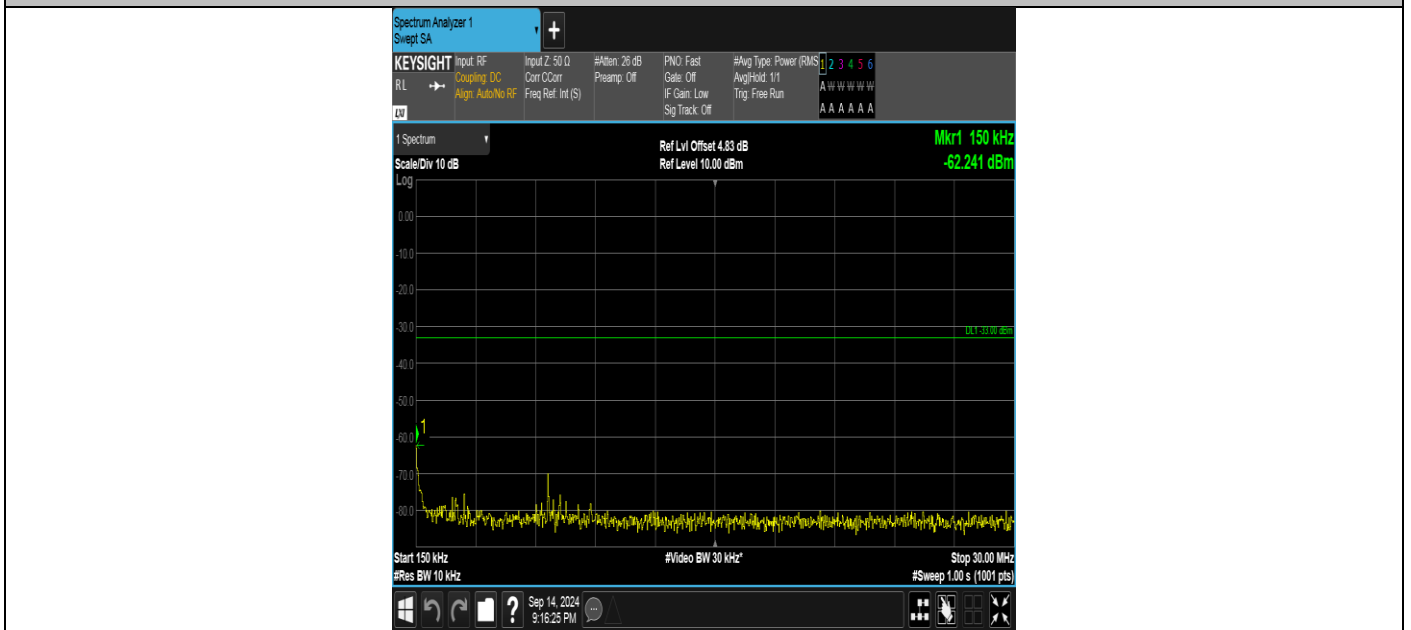 Spectrum Analyzer 1
Swept SA
+
KEYSIGHT
RL
LXI
Input: RF
Coupling: DC
Align: Auto/No RF
Input Z: 50 Ω
Corr CCorr
Freq Ref: Int (S)
#Atten: 26 dB
Preamp: Off
PNO: Fast
Gate: Off
IF Gain: Low
Sig Track: Off
#Avg Type: Power (RMS
Avg|Hold: 1/1
Trig: Free Run
1 2 3 4 5 6
A W W W W W
A A A A A A
1 Spectrum
Scale/Div 10 dB
Ref Lvl Offset 4.83 dB
Ref Level 10.00 dBm
Mkr1 150 kHz
-62.241 dBm
Log
0.00
-10.0
-20.0
-30.0
DL1 -33.00 dBm
-40.0
-50.0
1
-60.0
-70.0
-80.0
Start 150 kHz
#Video BW 30 kHz*
Stop 30.00 MHz
#Res BW 10 kHz
#Sweep 1.00 s (1001 pts)
?
Sep 14, 2024
9:16:25 PM